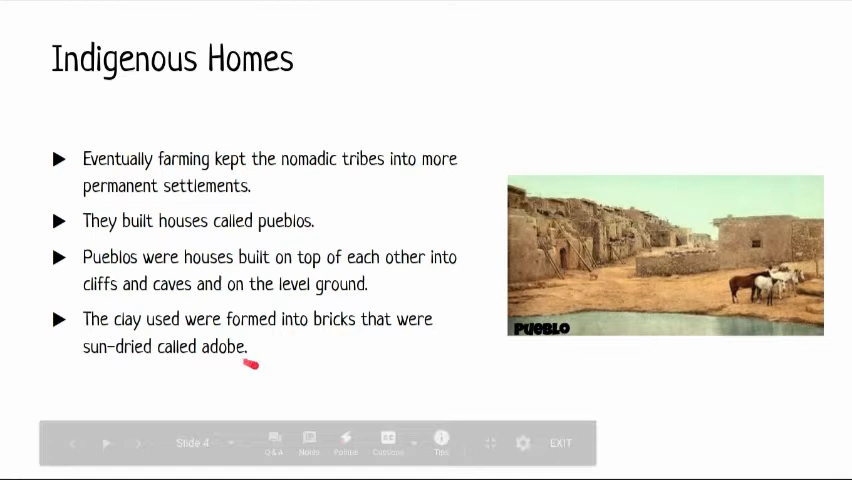 Indigenous Homes
Eventually farming kept the nomadic tribes into more
permanent settlements.
They built houses called pueblos.
Pueblos were houses built on top of each other into
cliffs and caves and on the level ground.
The clay used were formed into bricks that were
sun-dried called adobe.
PUEBLO
Slide 4
Q & A
Notes
Pointer
CC
Captions
Tips
EXIT